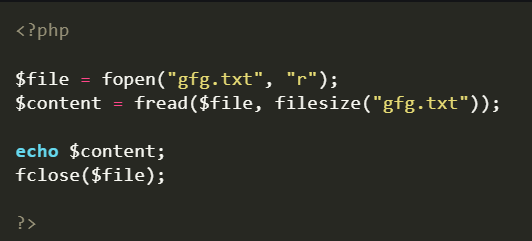 <?php
$file = fopen("gfg.txt", "r");
$content = fread($file, filesize("gfg.txt"));
echo $content;
fclose($file);
?>